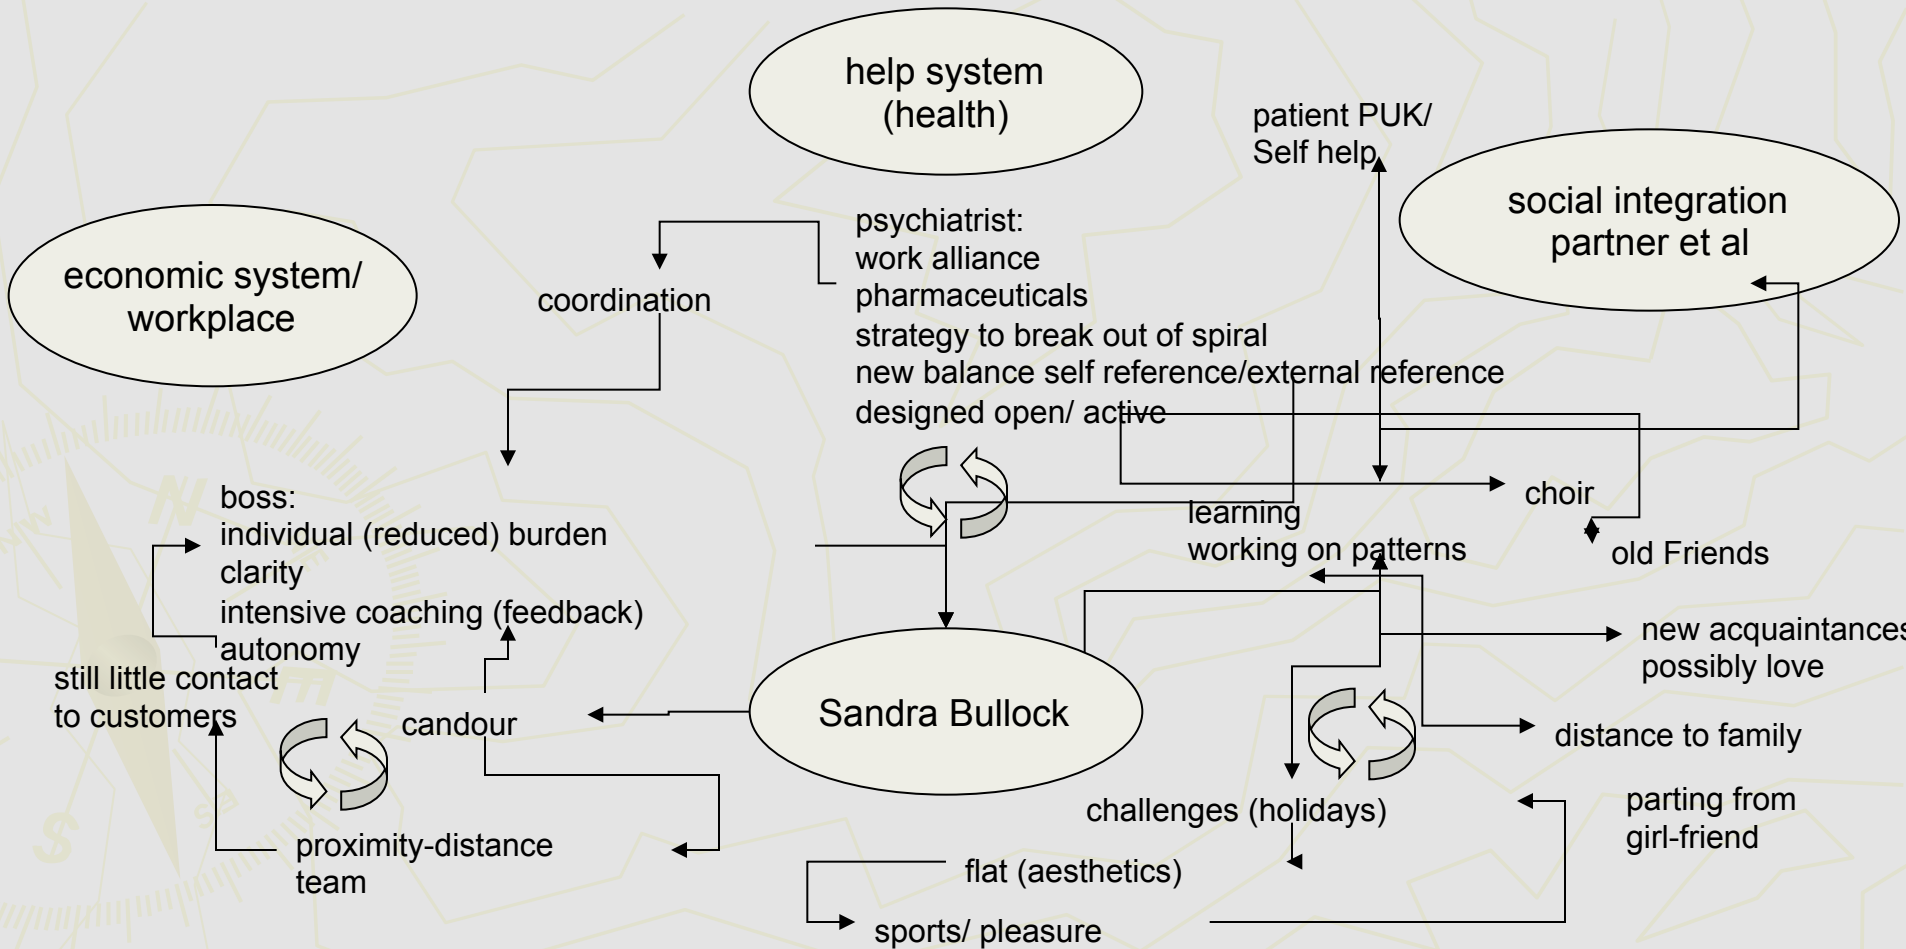 help system
(health)
patient PUK/
Self help
social integration
partner et al
economic system/
workplace
psychiatrist:
work alliance
pharmaceuticals
strategy to break out of spiral
new balance self reference/external reference
designed open/ active
coordination
boss:
individual (reduced) burden
clarity
intensive coaching (feedback)
autonomy
still little contact
to customers
candour
proximity-distance
team
Sandra Bullock
learning
working on patterns
choir
old Friends
new acquaintances
possibly love
distance to family
parting from
girl-friend
challenges (holidays)
flat (aesthetics)
sports/ pleasure
N
E
S